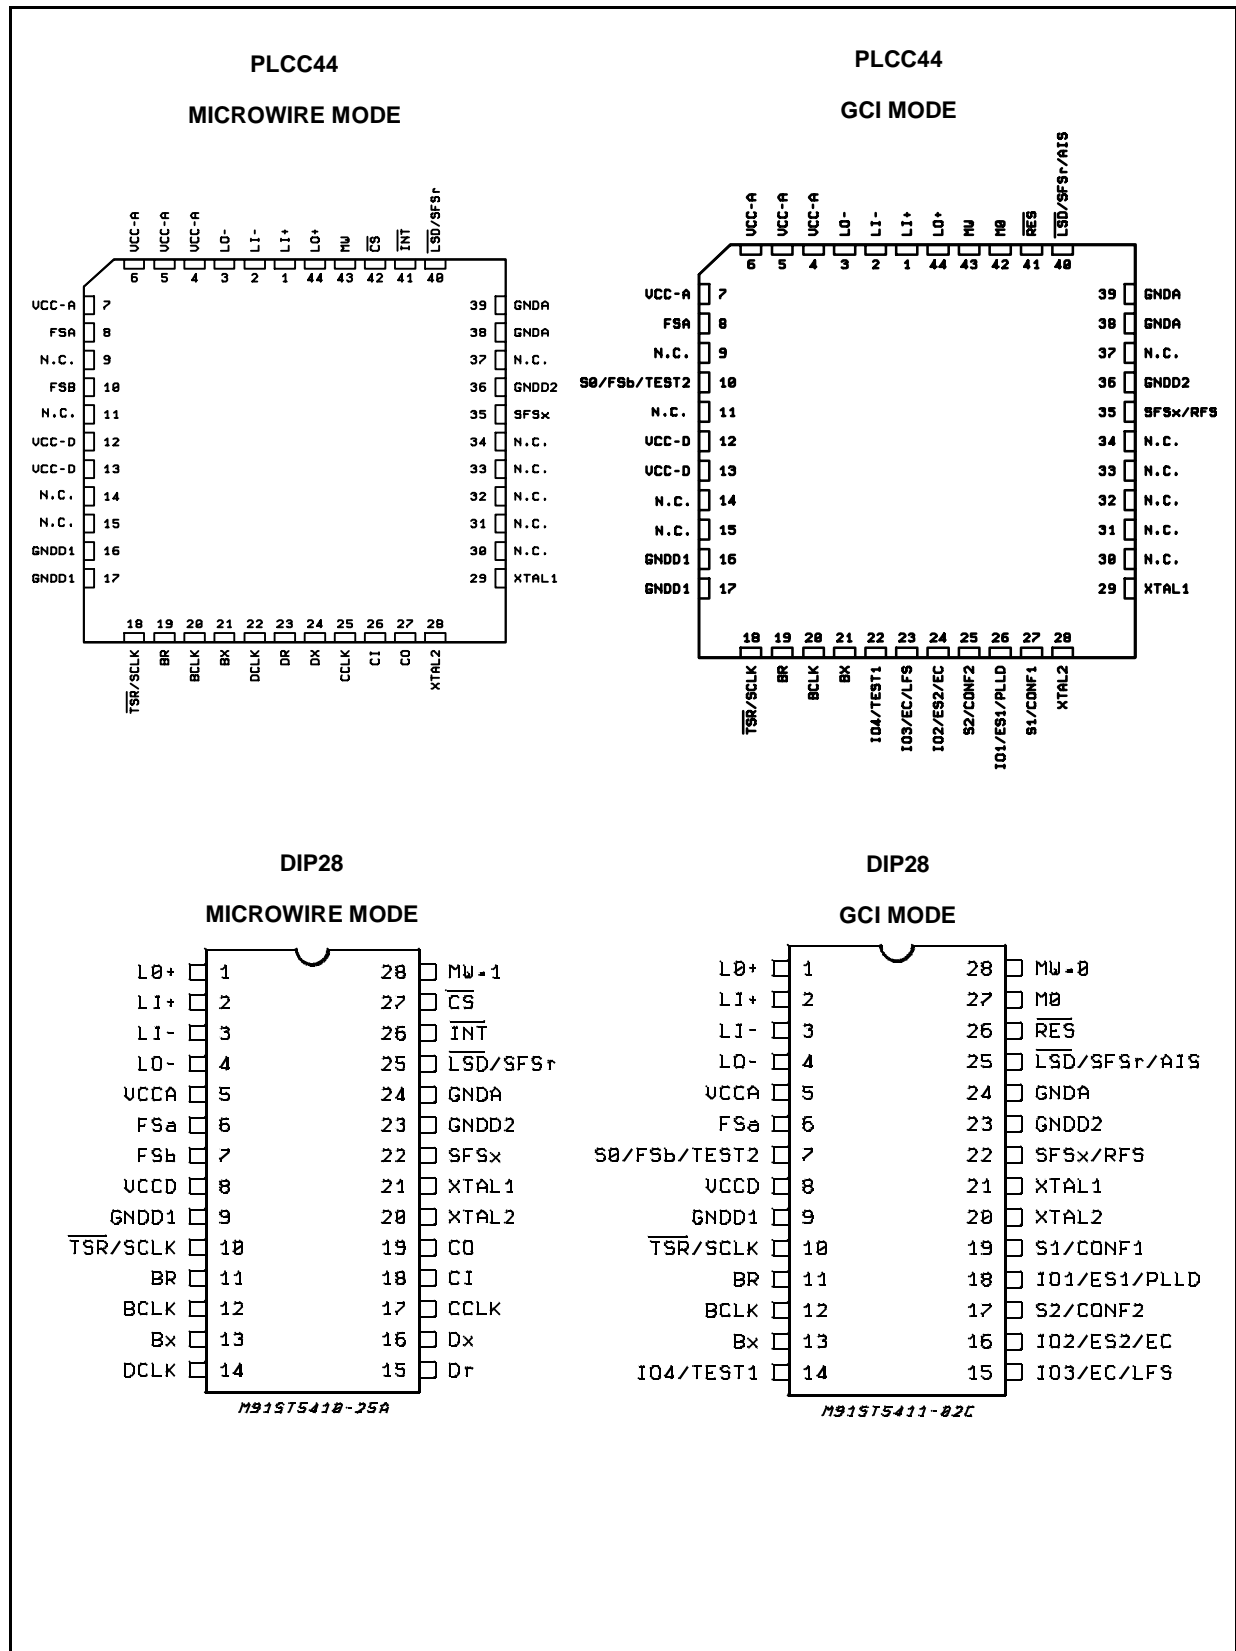 PLCC44
MICROWIRE MODE
VCC-A
VCC-A
VCC-A
LO-
LI-
LI+
LO+
MW
CS
INT
LSD/SFSr
6 5 4 3 2 1 44 43 42 41 40
VCC-A 7
FSA 8
N.C. 9
FSB 10
N.C. 11
VCC-D 12
VCC-D 13
N.C. 14
N.C. 15
GNDD1 16
GNDD1 17
39 GNDA
38 GNDA
37 N.C.
36 GNDD2
35 SFSx
34 N.C.
33 N.C.
32 N.C.
31 N.C.
30 N.C.
29 XTAL1
18 19 20 21 22 23 24 25 26 27 28
TSR/SCLK
BR
BCLK
BX
DCLK
DR
DX
CCLK
CI
CO
XTAL2
PLCC44
GCI MODE
VCC-A
VCC-A
VCC-A
LO-
LI-
LI+
LO+
MW
M0
RES
LSD/SFSr/AIS
6 5 4 3 2 1 44 43 42 41 40
VCC-A 7
FSA 8
N.C. 9
S0/FSb/TEST2 10
N.C. 11
VCC-D 12
VCC-D 13
N.C. 14
N.C. 15
GNDD1 16
GNDD1 17
39 GNDA
38 GNDA
37 N.C.
36 GNDD2
35 SFSx/RFS
34 N.C.
33 N.C.
32 N.C.
31 N.C.
30 N.C.
29 XTAL1
18 19 20 21 22 23 24 25 26 27 28
TSR/SCLK
BR
BCLK
BX
IO4/TEST1
IO3/EC/LFS
IO2/ES2/EC
S2/CONF2
IO1/ES1/PLLD
S1/CONF1
XTAL2
DIP28
MICROWIRE MODE
L0+ 1 28 MW=1
LI+ 2 27 CS
LI- 3 26 INT
LO- 4 25 LSD/SFSr
VCCA 5 24 GNDA
FSa 6 23 GNDD2
FSb 7 22 SFSx
VCCD 8 21 XTAL1
GNDD1 9 20 XTAL2
TSR/SCLK 10 19 CO
BR 11 18 CI
BCLK 12 17 CCLK
Bx 13 16 Dx
DCLK 14 15 Dr
M91ST5410-25A
DIP28
GCI MODE
L0+ 1 28 MW=0
LI+ 2 27 M0
LI- 3 26 RES
LO- 4 25 LSD/SFSr/AIS
VCCA 5 24 GNDA
FSa 6 23 GNDD2
S0/FSb/TEST2 7 22 SFSx/RFS
VCCD 8 21 XTAL1
GNDD1 9 20 XTAL2
TSR/SCLK 10 19 S1/CONF1
BR 11 18 IO1/ES1/PLLD
BCLK 12 17 S2/CONF2
Bx 13 16 IO2/ES2/EC
IO4/TEST1 14 15 IO3/EC/LFS
M91ST5411-02C